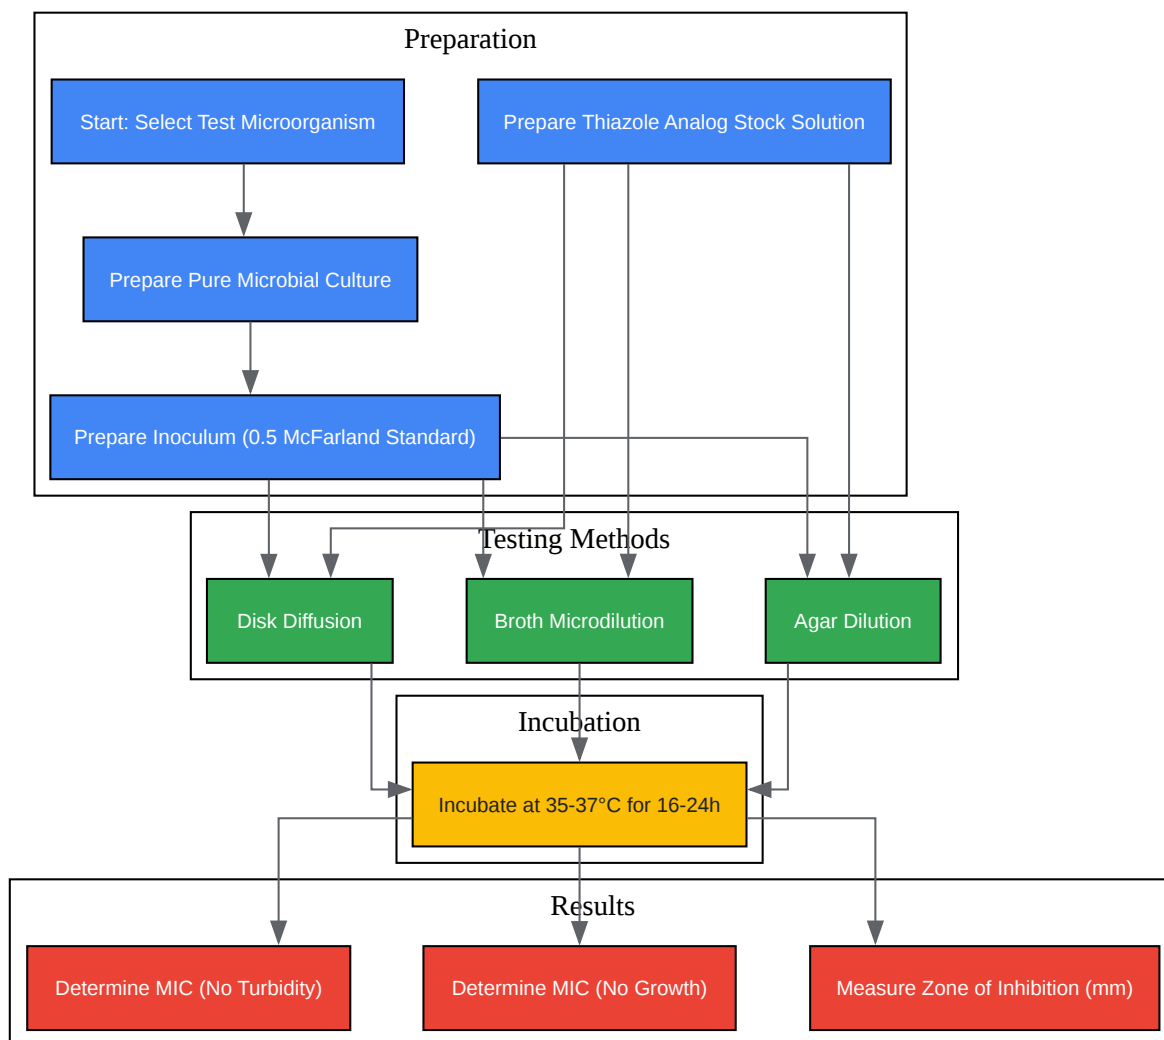 Preparation
Start: Select Test Microorganism
Prepare Thiazole Analog Stock Solution
Prepare Pure Microbial Culture
Prepare Inoculum (0.5 McFarland Standard)
Testing Methods
Disk Diffusion
Broth Microdilution
Agar Dilution
Incubation
Incubate at 35-37°C for 16-24h
Results
Determine MIC (No Turbidity)
Determine MIC (No Growth)
Measure Zone of Inhibition (mm)